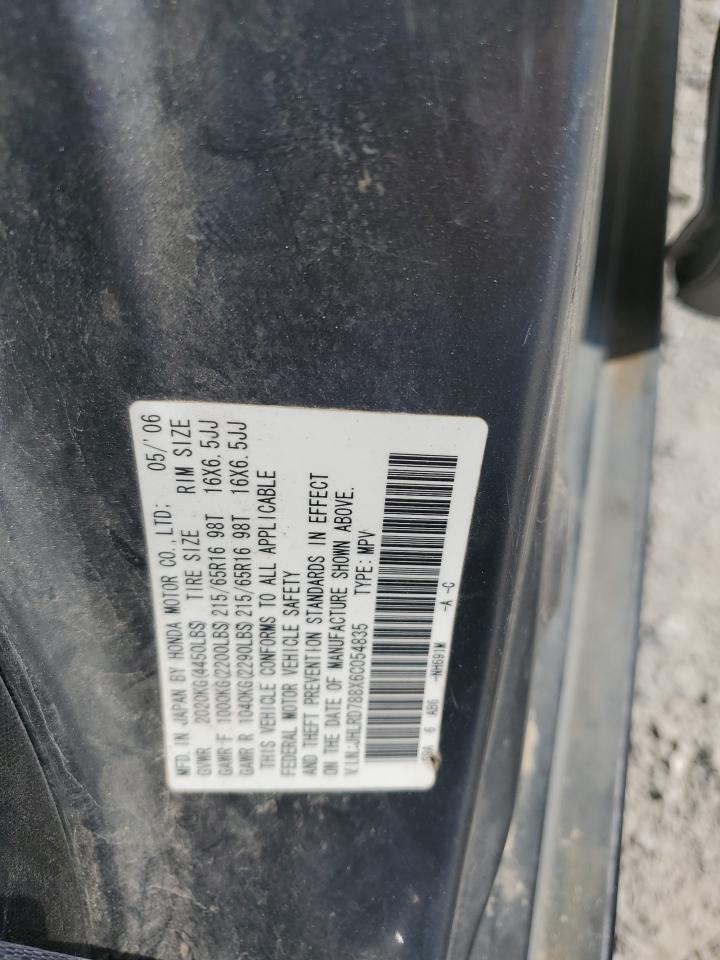 MFD. IN JAPAN BY HONDA MOTOR CO., LTD; 05/' 06
GVWR 2020KG(4450LBS) TIRE SIZE RIM SIZE
GAWR F 1000KG(2200LBS) 215/65R16 98T 16X6. 5JJ
GAWR R 1040KG(2290LBS) 215/65R16 98T 16X6. 5JJ
THIS VEHICLE CONFORMS TO ALL APPLICABLE
FEDERAL MOTOR VEHICLE SAFETY
AND THEFT PREVENTION STANDARDS IN EFFECT
ON THE DATE OF MANUFACTURE SHOWN ABOVE.
V.I.N.:JHLRD788X6C054835 TYPE: MPV
6 AB6 -NH691M -A -C